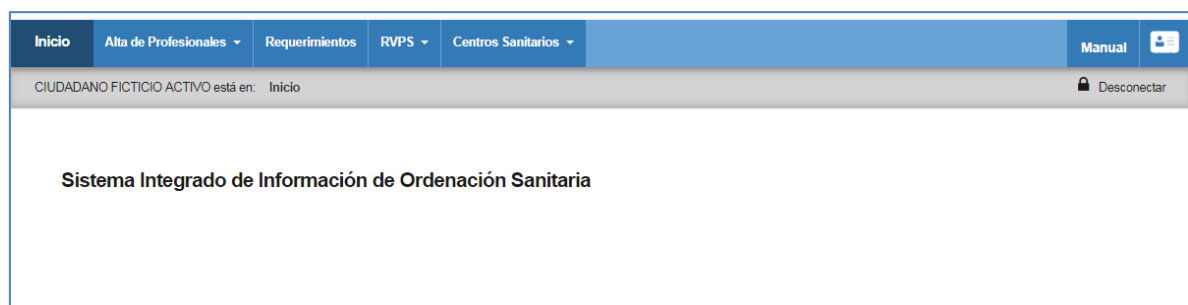 Inicio Alta de Profesionales Requerimientos RVPS Centros Sanitarios Manual
CIUDADANO FICTICIO ACTIVO está en: Inicio Desconectar
Sistema Integrado de Información de Ordenación Sanitaria